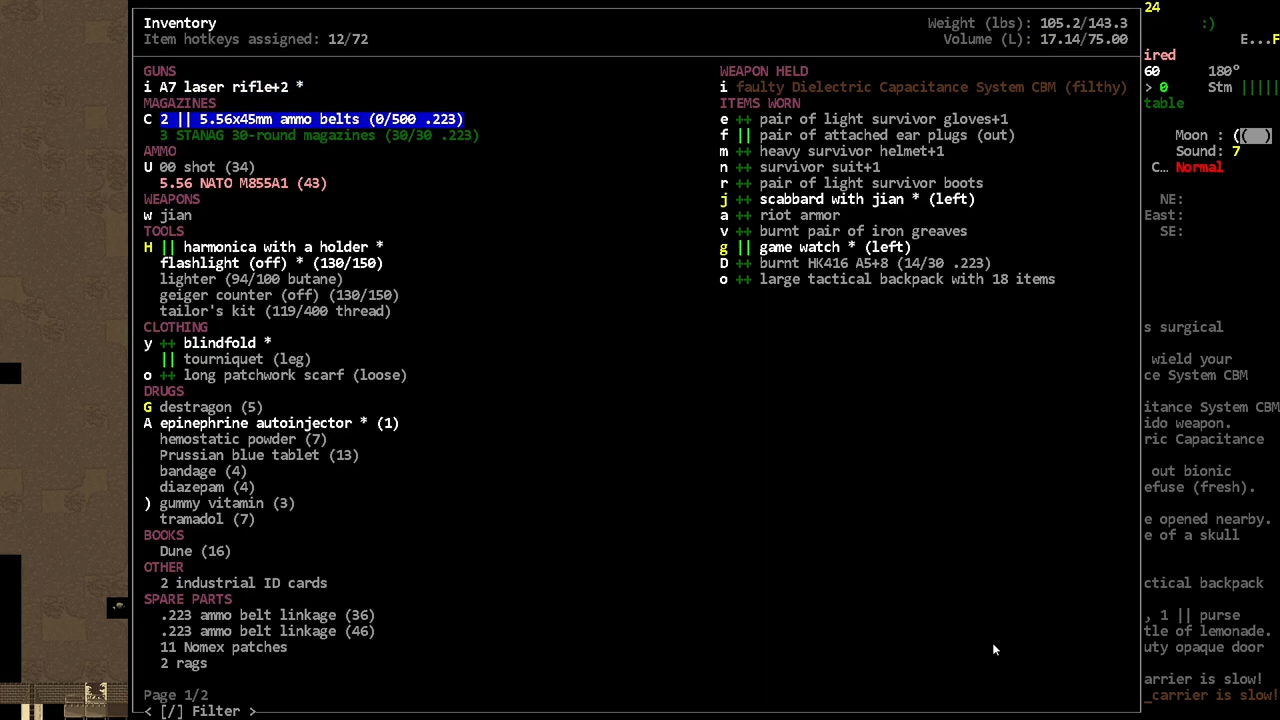 Inventory
Item hotkeys assigned: 12/72
Weight (lbs): 105.2/143.3
Volume (L): 17.14/75.00
GUNS
i A7 laser rifle+2 *
MAGAZINES
C 2 || 5.56x45mm ammo belts (0/500 .223)
3 STANAG 30-round magazines (30/30 .223)
AMMO
U 00 shot (34)
5.56 NATO M855A1 (43)
WEAPONS
w jian
TOOLS
H || harmonica with a holder *
flashlight (off) * (130/150)
lighter (94/100 butane)
geiger counter (off) (130/150)
tailor's kit (119/400 thread)
CLOTHING
y ++ blindfold *
|| tourniquet (leg)
o ++ long patchwork scarf (loose)
DRUGS
G destragon (5)
A epinephrine autoinjector * (1)
hemostatic powder (7)
Prussian blue tablet (13)
bandage (4)
diazepam (4)
) gummy vitamin (3)
tramadol (7)
BOOKS
Dune (16)
OTHER
2 industrial ID cards
SPARE PARTS
.223 ammo belt linkage (36)
.223 ammo belt linkage (46)
11 Nomex patches
2 rags
Page 1/2
< [/] Filter >
WEAPON HELD
i faulty Dielectric Capacitance System CBM (filthy)
ITEMS WORN
e ++ pair of light survivor gloves+1
f || pair of attached ear plugs (out)
m ++ heavy survivor helmet+1
n ++ survivor suit+1
r ++ pair of light survivor boots
j ++ scabbard with jian * (left)
a ++ riot armor
v ++ burnt pair of iron greaves
g || game watch * (left)
D ++ burnt HK416 A5+8 (14/30 .223)
o ++ large tactical backpack with 18 items
24
:)
E...F
ired
60 180°
> 0 Stm |||||
table
Moon : (( )
Sound: 7
C… Normal
NE:
East:
SE:
s surgical
wield your
ce System CBM
itance System CBM
ido weapon.
ric Capacitance
out bionic
efuse (fresh).
e opened nearby.
e of a skull
ctical backpack
, 1 || purse
tle of lemonade.
uty opaque door
arrier is slow!
_carrier is slow!